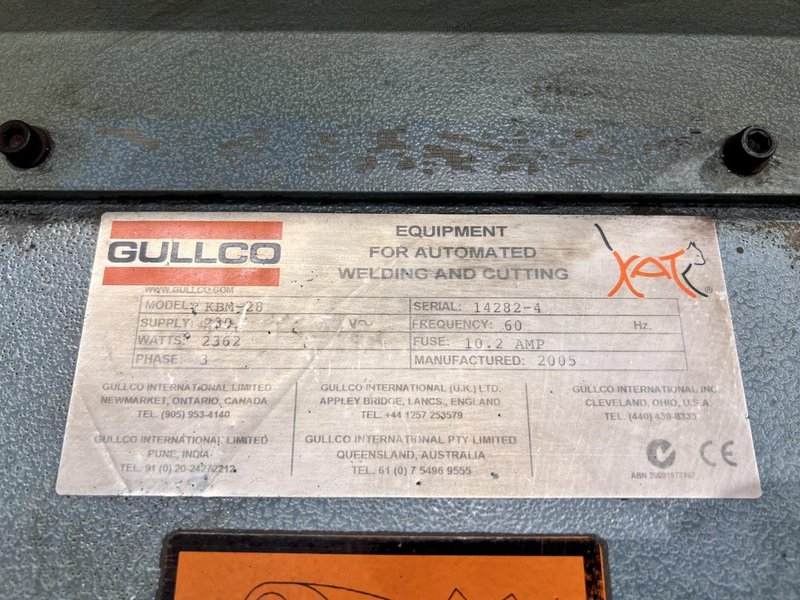 GULLCO
WWW.GULLCO.COM
EQUIPMENT
FOR AUTOMATED
WELDING AND CUTTING
KAT ®
MODEL: KBM-28 SERIAL: 14282-4
SUPPLY: 230 V~ FREQUENCY: 60 Hz.
WATTS: 2362 FUSE: 10.2 AMP
PHASE: 3 MANUFACTURED: 2005
GULLCO INTERNATIONAL LIMITED
NEWMARKET, ONTARIO, CANADA
TEL. (905) 953-4140
GULLCO INTERNATIONAL (U.K.) LTD.
APPLEY BRIDGE, LANCS., ENGLAND
TEL. +44 1257 253579
GULLCO INTERNATIONAL INC.
CLEVELAND, OHIO, U.S.A.
TEL. (440) 439-8333
GULLCO INTERNATIONAL LIMITED
PUNE, INDIA
TEL. 91 (0) 20-24272212
GULLCO INTERNATIONAL PTY LIMITED
QUEENSLAND, AUSTRALIA
TEL. 61 (0) 7 5496 9555
CE
ABN